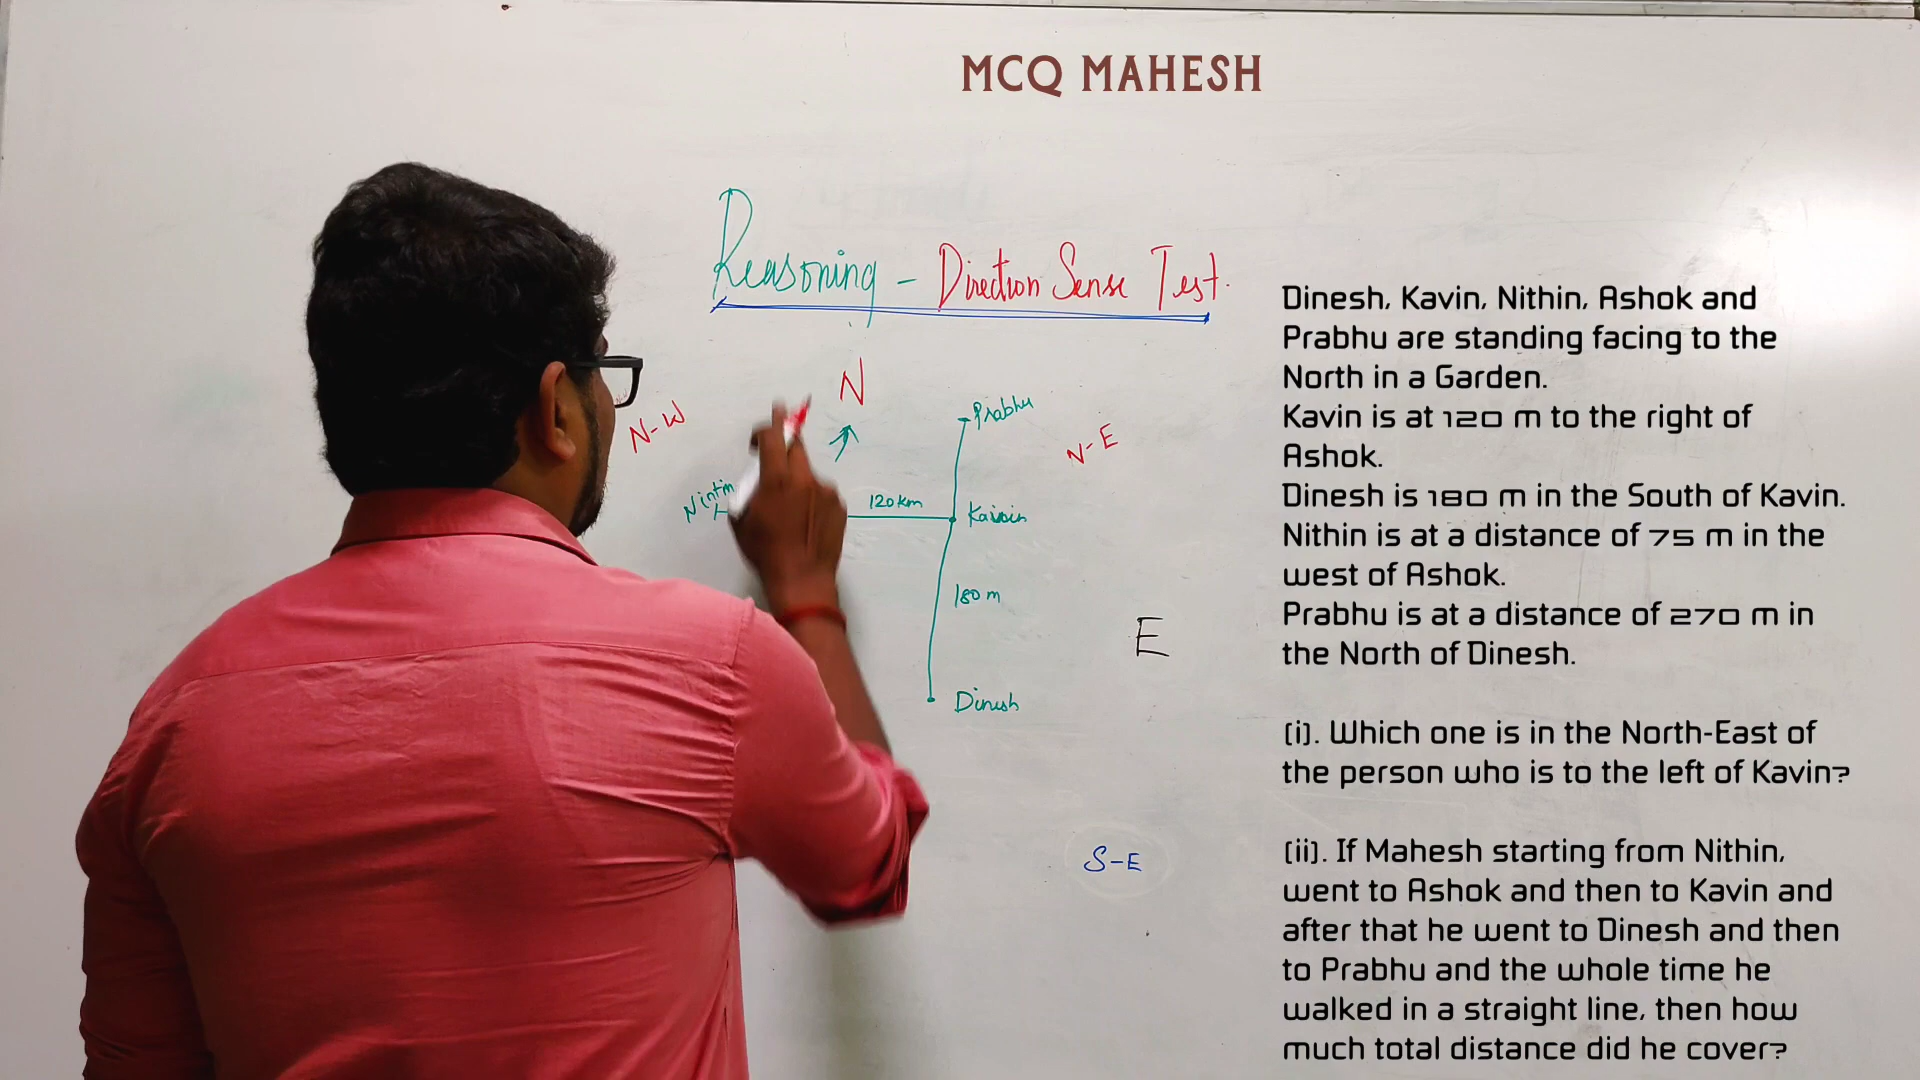 MCQ MAHESH
Reasoning - Direction Sense Test.
N
N-W
Prabhu
N-E
120km
Kaivin
180 m
Dinesh
E
S-E
Dinesh, Kavin, Nithin, Ashok and
Prabhu are standing facing to the
North in a Garden.
Kavin is at 120 m to the right of
Ashok.
Dinesh is 180 m in the South of Kavin.
Nithin is at a distance of 75 m in the
west of Ashok.
Prabhu is at a distance of 270 m in
the North of Dinesh.
(i). Which one is in the North-East of
the person who is to the left of Kavin?
(ii). If Mahesh starting from Nithin,
went to Ashok and then to Kavin and
after that he went to Dinesh and then
to Prabhu and the whole time he
walked in a straight line, then how
much total distance did he cover?